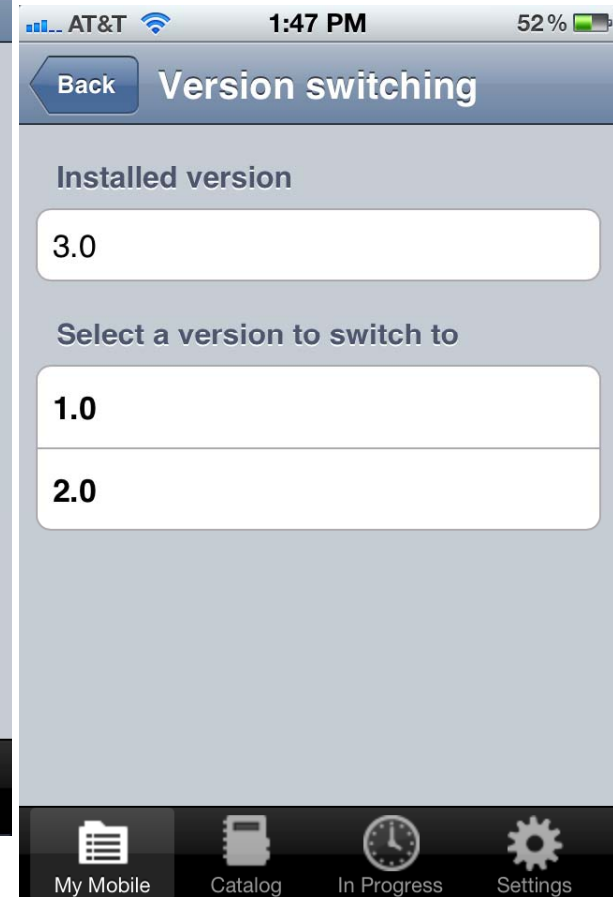 AT&T 1:47 PM 52%
Back Version switching
Installed version
3.0
Select a version to switch to
1.0
2.0
My Mobile Catalog In Progress Settings